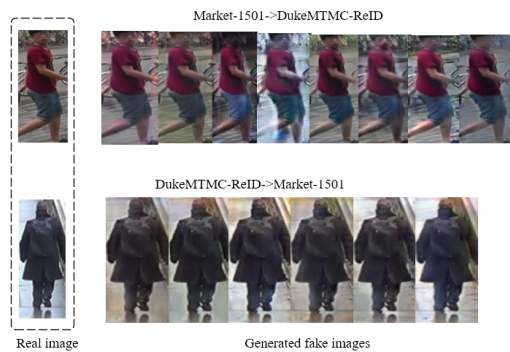 Market-1501->DukeMTMC-ReID
DukeMTMC-ReID->Market-1501
Real image
Generated fake images